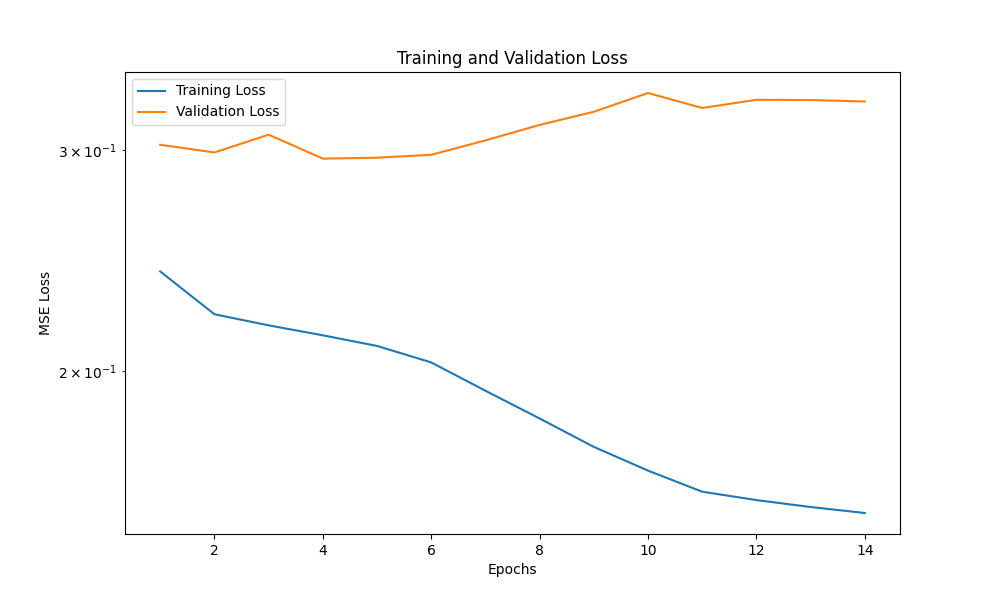 Training and Validation Loss
Training Loss
Validation Loss
3 × 10⁻¹
2 × 10⁻¹
MSE Loss
2 4 6 8 10 12 14
Epochs